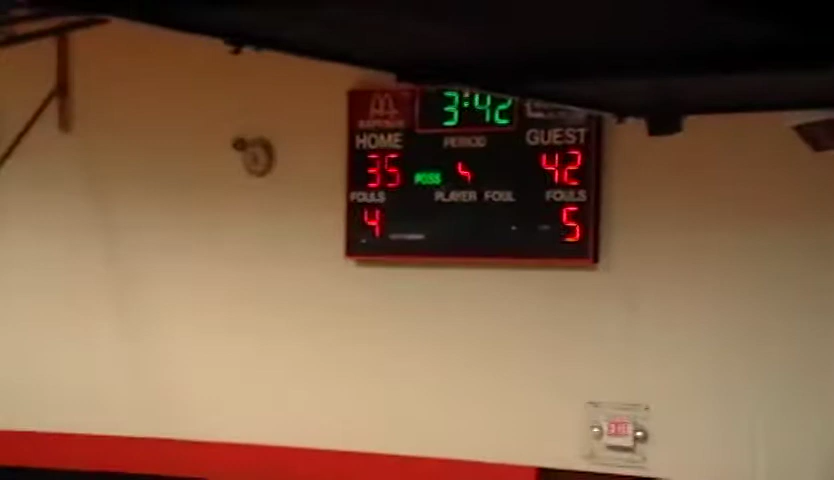 3:42
HOME PERIOD GUEST
35 POSS 4 42
FOULS PLAYER FOUL FOULS
4 5